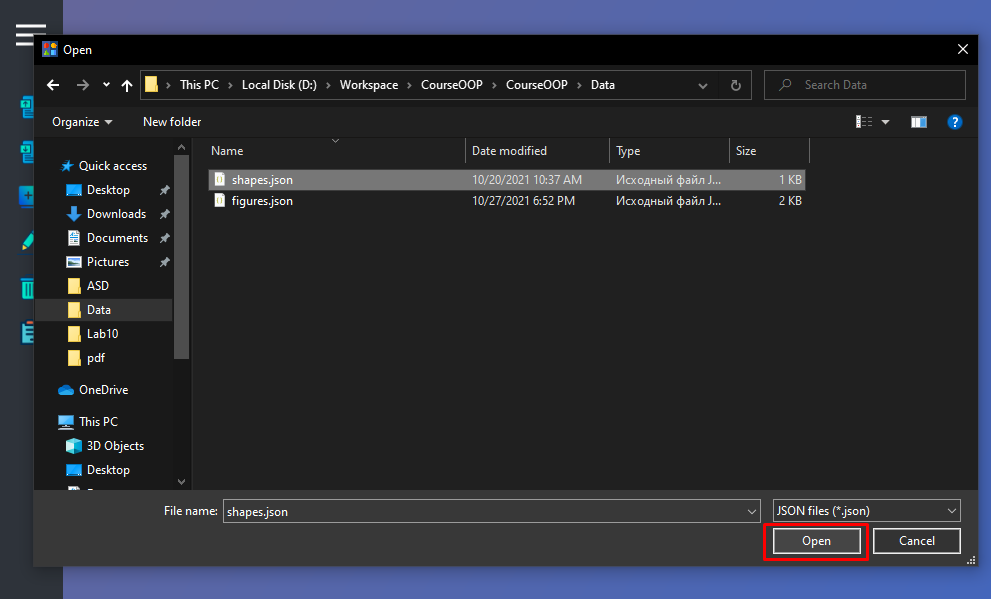 Open
This PC
Local Disk (D:)
Workspace
CourseOOP
CourseOOP
Data
Search Data
Organize
New folder
Name
Date modified
Type
Size
shapes.json 10/20/2021 10:37 AM Исходный файл J... 1 KB
figures.json 10/27/2021 6:52 PM Исходный файл J... 2 KB
Quick access
Desktop
Downloads
Documents
Pictures
ASD
Data
Lab10
pdf
OneDrive
This PC
3D Objects
Desktop
File name: shapes.json
JSON files (*.json)
Open
Cancel